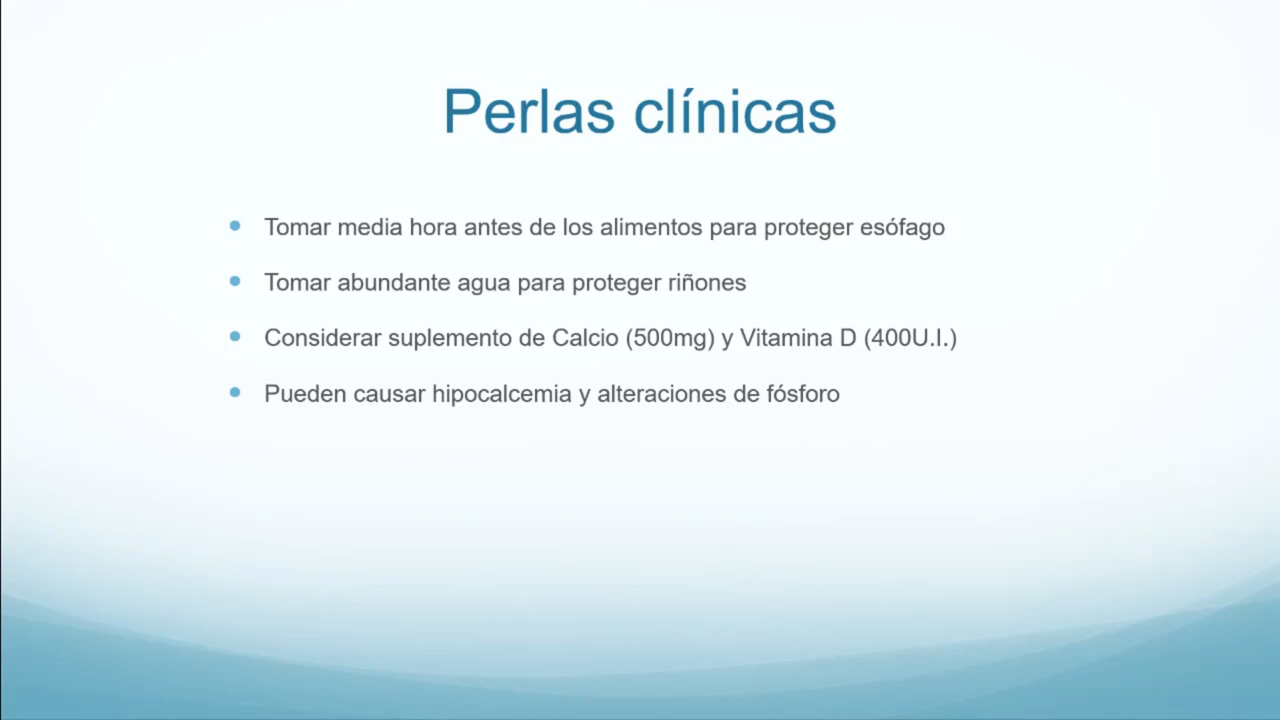 Perlas clínicas
• Tomar media hora antes de los alimentos para proteger esófago
• Tomar abundante agua para proteger riñones
• Considerar suplemento de Calcio (500mg) y Vitamina D (400U.I.)
• Pueden causar hipocalcemia y alteraciones de fósforo